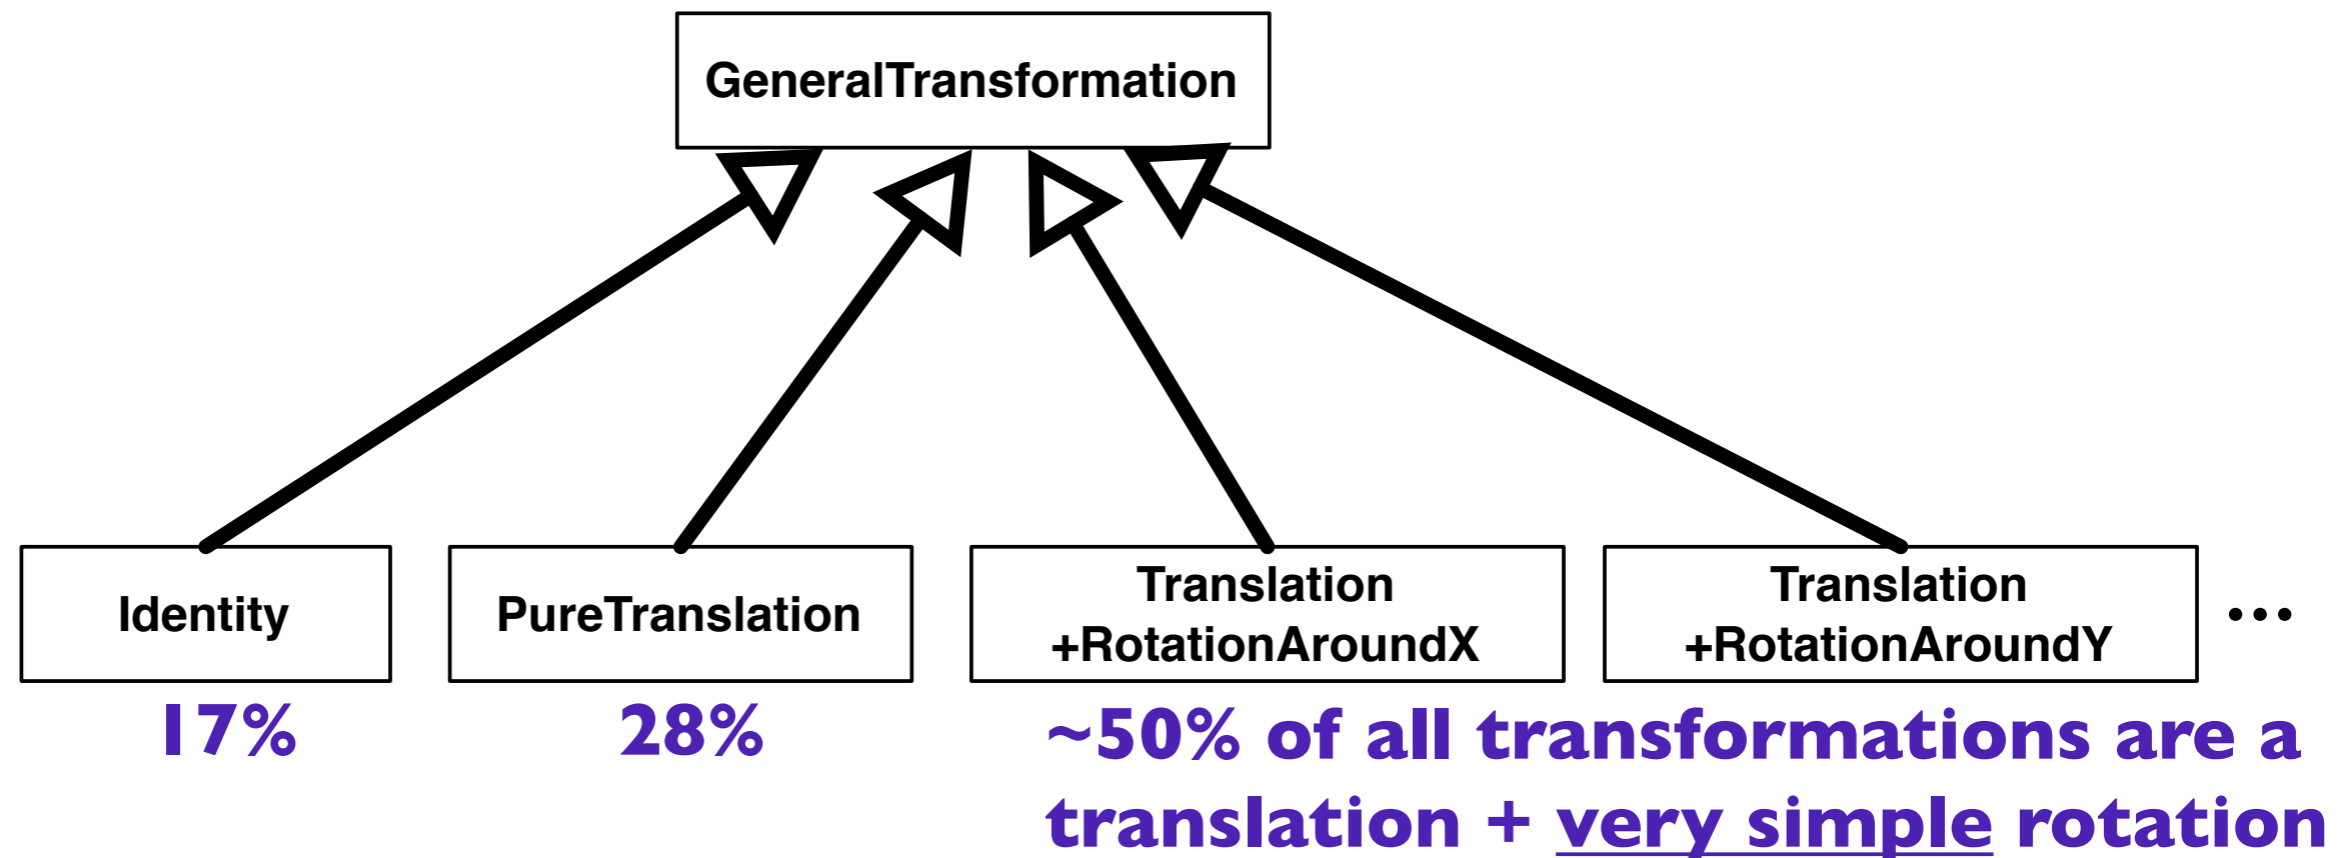 GeneralTransformation
Identity
PureTranslation
Translation
+RotationAroundX
Translation
+RotationAroundY
...
17%
28%
~50% of all transformations are a
translation + very simple rotation